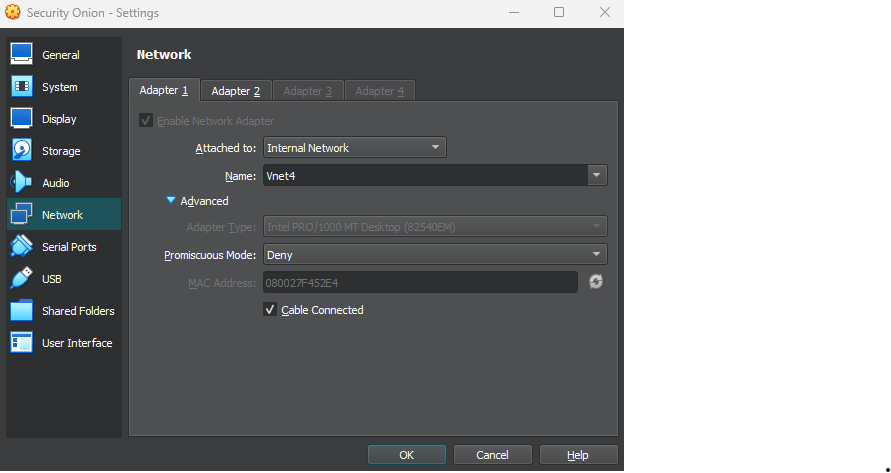 Security Onion - Settings
General
System
Display
Storage
Audio
Network
Serial Ports
USB
Shared Folders
User Interface
Network
Adapter 1 Adapter 2 Adapter 3 Adapter 4
Enable Network Adapter
Attached to: Internal Network
Name: Vnet4
Advanced
Adapter Type: Intel PRO/1000 MT Desktop (82540EM)
Promiscuous Mode: Deny
MAC Address: 080027F452E4
Cable Connected
OK Cancel Help